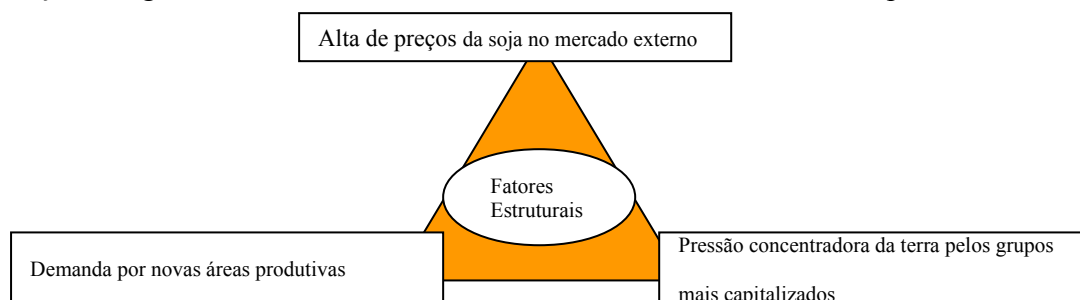 Alta de preços da soja no mercado externo
Fatores
Estruturais
Demanda por novas áreas produtivas
Pressão concentradora da terra pelos grupos
mais capitalizados